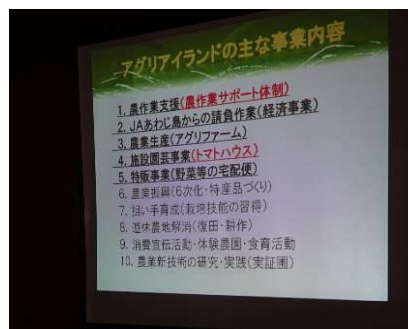 アグリアイランドの主な事業内容
1. 農作業支援(農作業サポート体制)
2. JAあわじ島からの請負作業(経済事業)
3. 農業生産(アグリファーム)
4. 施設園芸事業(トマトハウス)
5. 特販事業(野菜等の宅配便)
6. 農業振興(6次化・特産品づくり)
7. 担い手育成(栽培技能の習得)
8. 遊休農地解消(復田・耕作)
9. 消費宣伝活動・体験農園・食育活動
10. 農業新技術の研究・実践(実証圃)